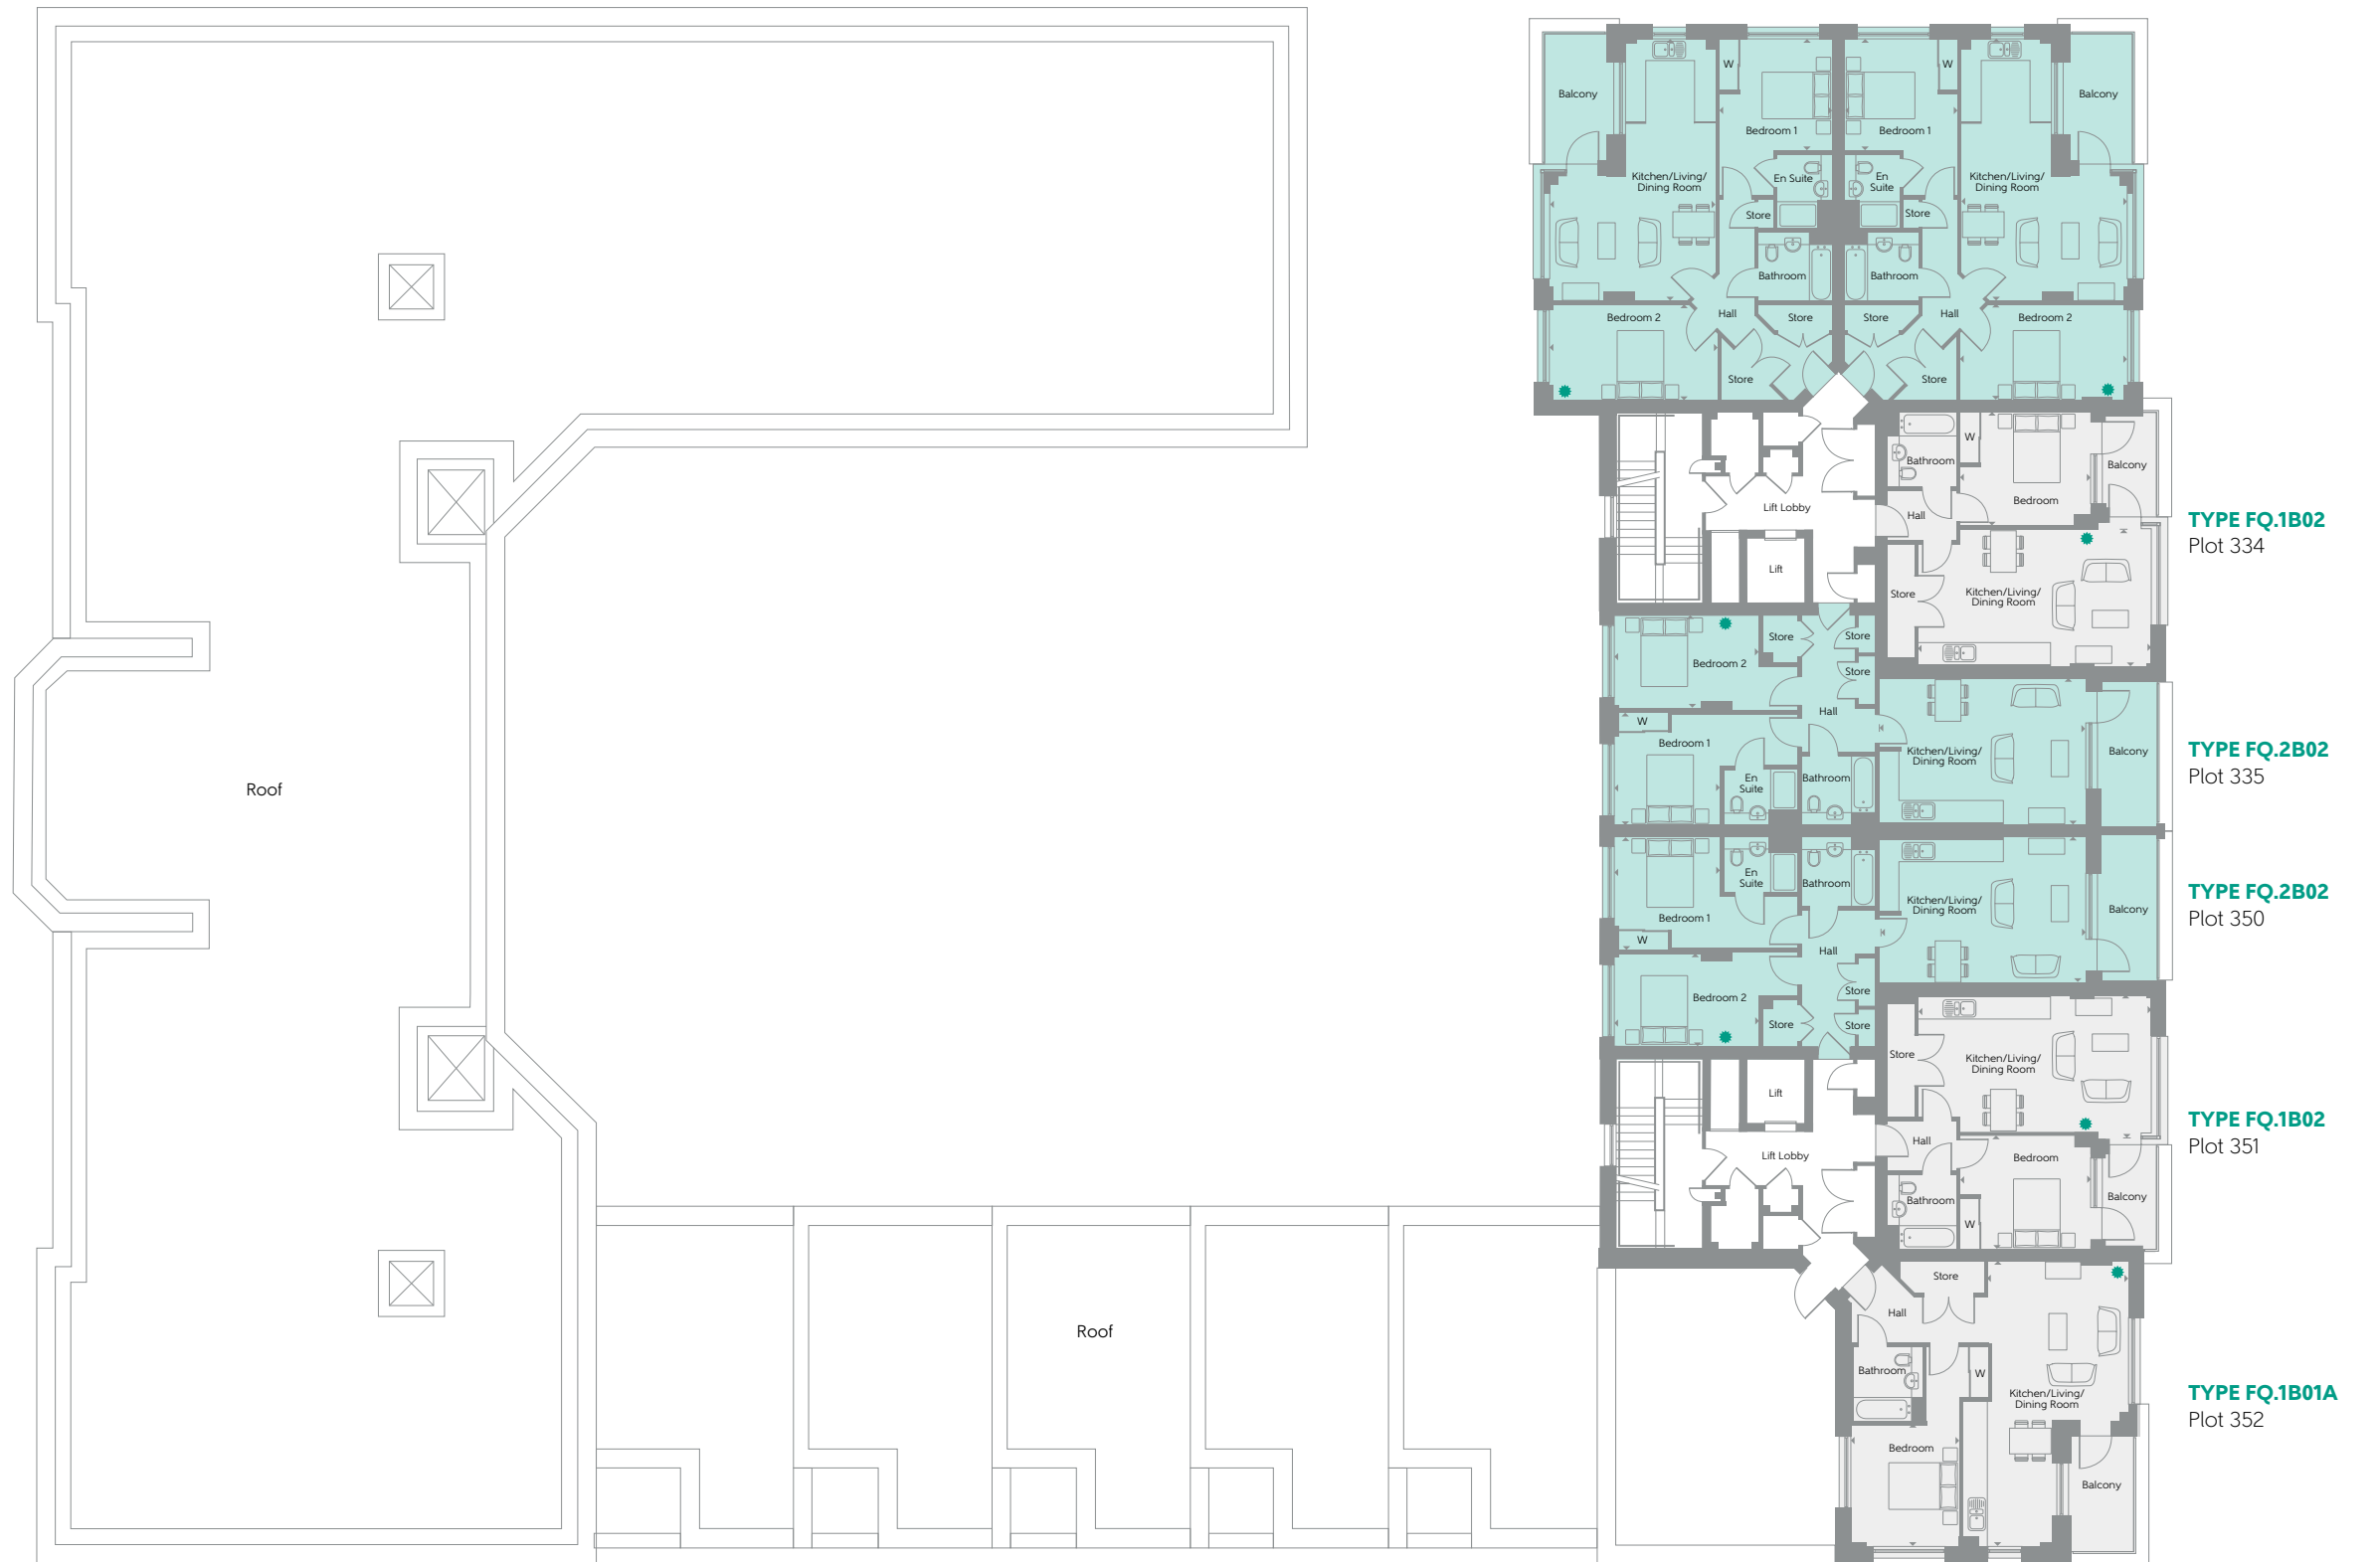 Balcony
W
W
Balcony
Bedroom 1
Bedroom 1
Kitchen/Living/
Dining Room
En Suite
En
Suite
Kitchen/Living/
Dining Room
Store
Store
Bathroom
Bathroom
Bedroom 2
Hall
Store
Store
Hall
Bedroom 2
Store
Store
W
Bathroom
Balcony
Bedroom
Lift Lobby
Hall
TYPE FQ.1B02
Plot 334
Lift
Store
Kitchen/Living/
Dining Room
Store
Store
Bedroom 2
Store
Hall
W
Bedroom 1
Kitchen/Living/
Dining Room
Balcony
TYPE FQ.2B02
Plot 335
En
Suite
Bathroom
Roof
En
Suite
Bathroom
Bedroom 1
Kitchen/Living/
Dining Room
Balcony
TYPE FQ.2B02
Plot 350
W
Hall
Bedroom 2
Store
Store
Store
Store
Kitchen/Living/
Dining Room
Lift
TYPE FQ.1B02
Plot 351
Hall
Lift Lobby
Bedroom
Bathroom
Balcony
W
Store
Hall
Roof
Bathroom
W
Kitchen/Living/
Dining Room
TYPE FQ.1B01A
Plot 352
Bedroom
Balcony